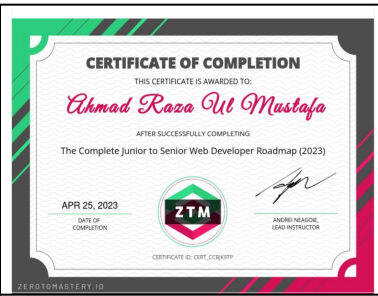 CERTIFICATE OF COMPLETION
THIS CERTIFICATE IS AWARDED TO:
Ahmad Raza Ul Mustafa
AFTER SUCCESSFULLY COMPLETING
The Complete Junior to Senior Web Developer Roadmap (2023)
APR 25, 2023
DATE OF
COMPLETION
ZTM
ANDREI NEAGOIE,
LEAD INSTRUCTOR
CERTIFICATE ID: CERT_CCBJK9TP
ZEROTOMASTERY.IO